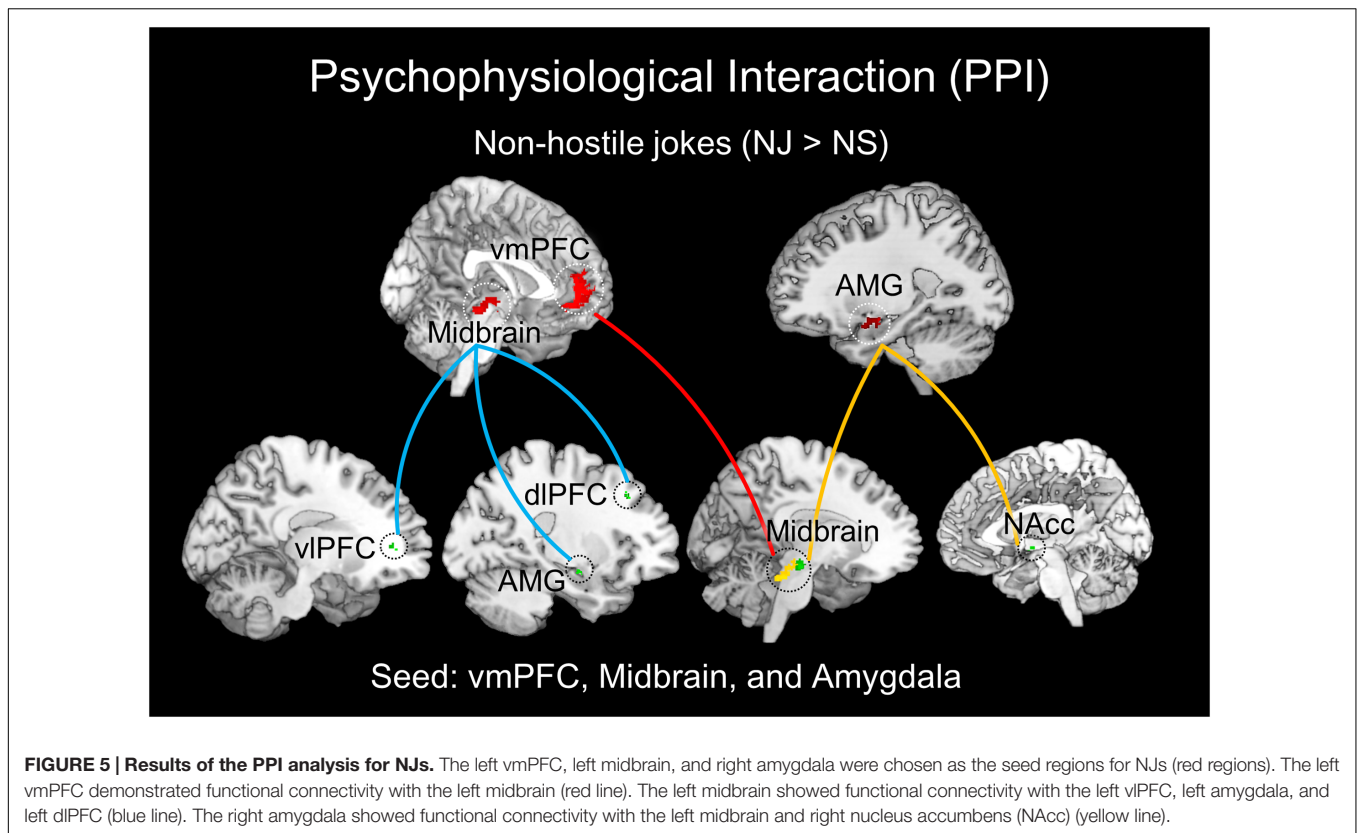 Psychophysiological Interaction (PPI)
Non-hostile jokes (NJ > NS)
vmPFC
Midbrain
AMG
vlPFC
dlPFC
AMG
Midbrain
NAcc
Seed: vmPFC, Midbrain, and Amygdala
FIGURE 5 | Results of the PPI analysis for NJs. The left vmPFC, left midbrain, and right amygdala were chosen as the seed regions for NJs (red regions). The left
vmPFC demonstrated functional connectivity with the left midbrain (red line). The left midbrain showed functional connectivity with the left vlPFC, left amygdala, and
left dlPFC (blue line). The right amygdala showed functional connectivity with the left midbrain and right nucleus accumbens (NAcc) (yellow line).